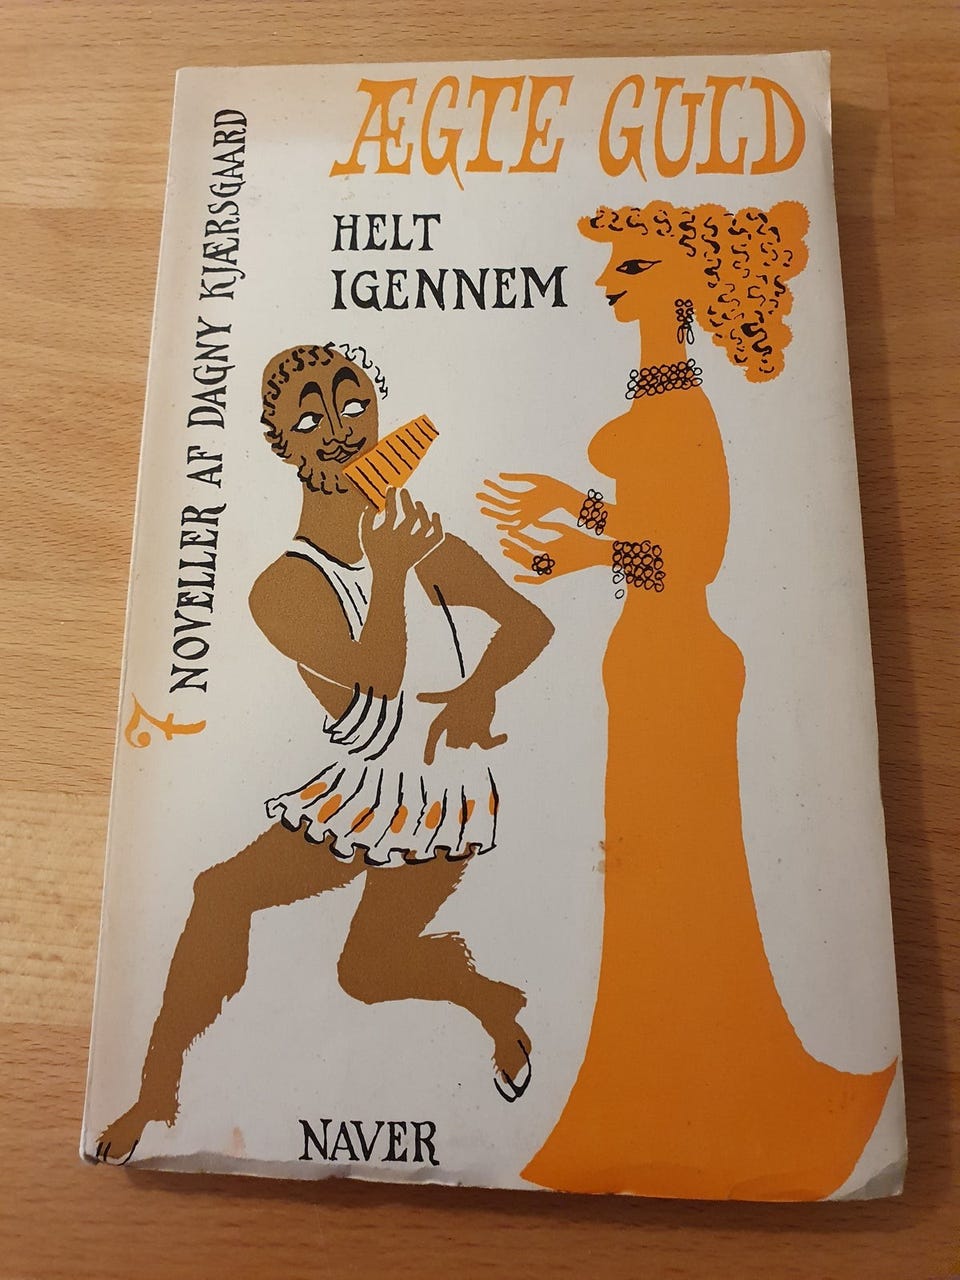 ÆGTE GULD
HELT
IGENNEM
7 NOVELLER AF DAGNY KJÆRSGAARD
NAVER